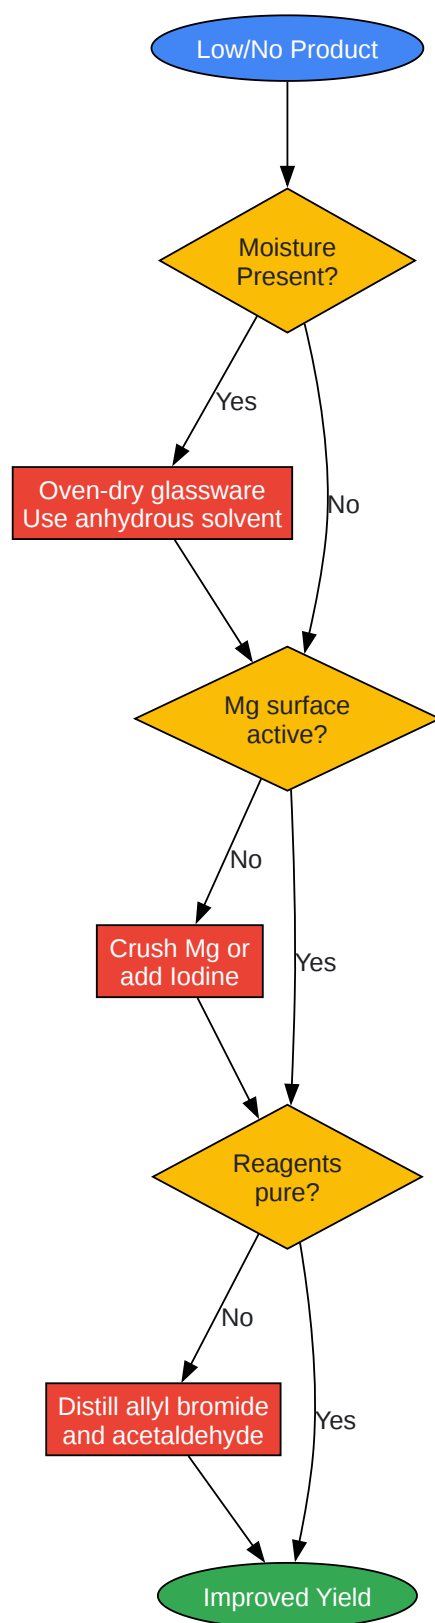 Low/No Product
Moisture
Present?
Yes
Oven-dry glassware
Use anhydrous solvent
No
Mg surface
active?
No
Crush Mg or
add Iodine
Yes
Reagents
pure?
No
Distill allyl bromide
and acetaldehyde
Yes
Improved Yield